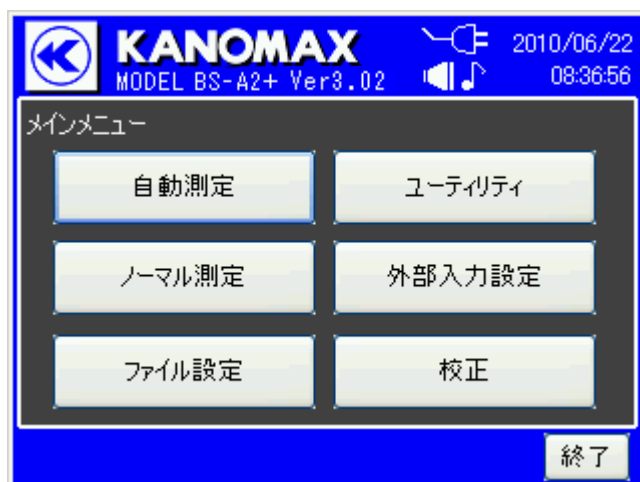 KANOMAX
MODEL BS-A2+ Ver3.02
2010/06/22
08:36:56
メインメニュー
自動測定
ユーティリティ
ノーマル測定
外部入力設定
ファイル設定
校正
終了